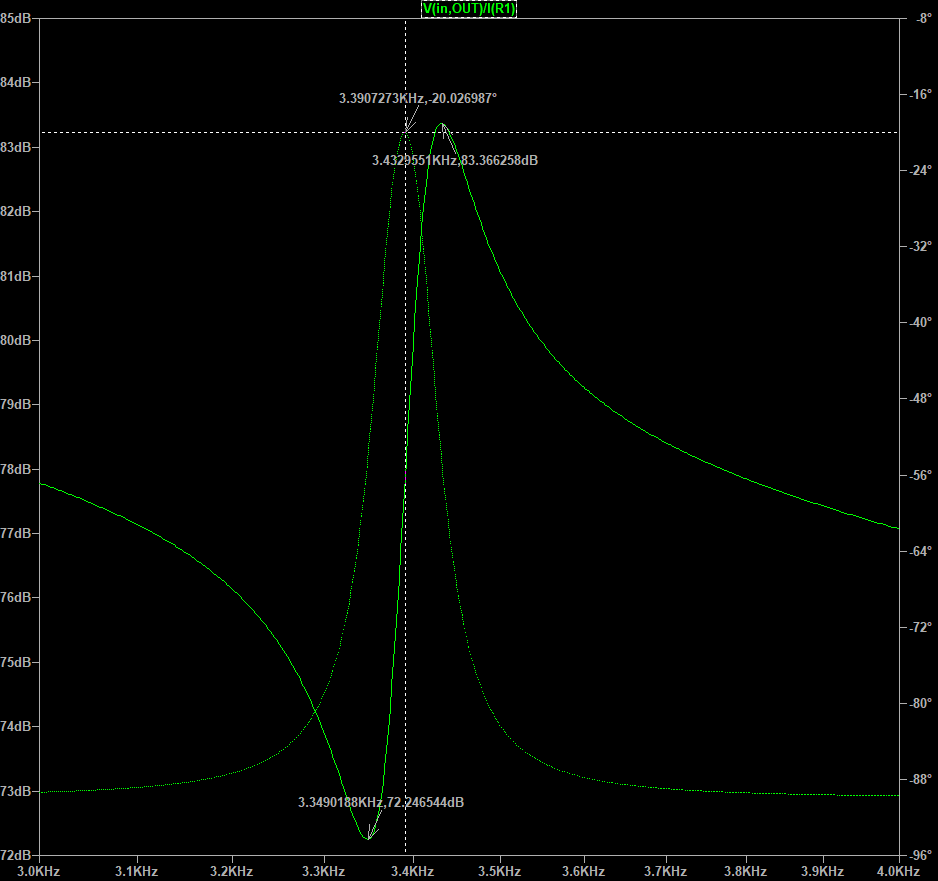 V(in,OUT)/I(R1)
85dB
84dB
83dB
82dB
81dB
80dB
79dB
78dB
77dB
76dB
75dB
74dB
73dB
72dB
-8°
-16°
-24°
-32°
-40°
-48°
-56°
-64°
-72°
-80°
-88°
-96°
3.3907273KHz,-20.026987°
3.4329551KHz,83.366258dB
3.3490188KHz,72.246544dB
3.0KHz 3.1KHz 3.2KHz 3.3KHz 3.4KHz 3.5KHz 3.6KHz 3.7KHz 3.8KHz 3.9KHz 4.0KHz